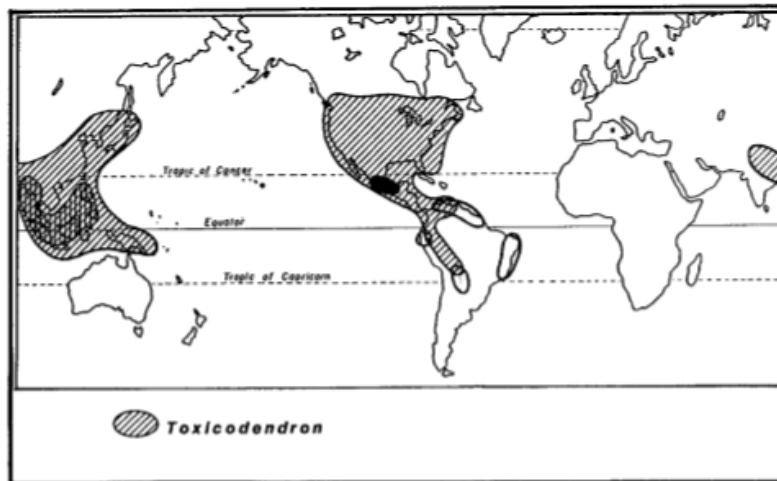 Tropic of Cancer
Equator
Tropic of Capricorn
Toxicodendron